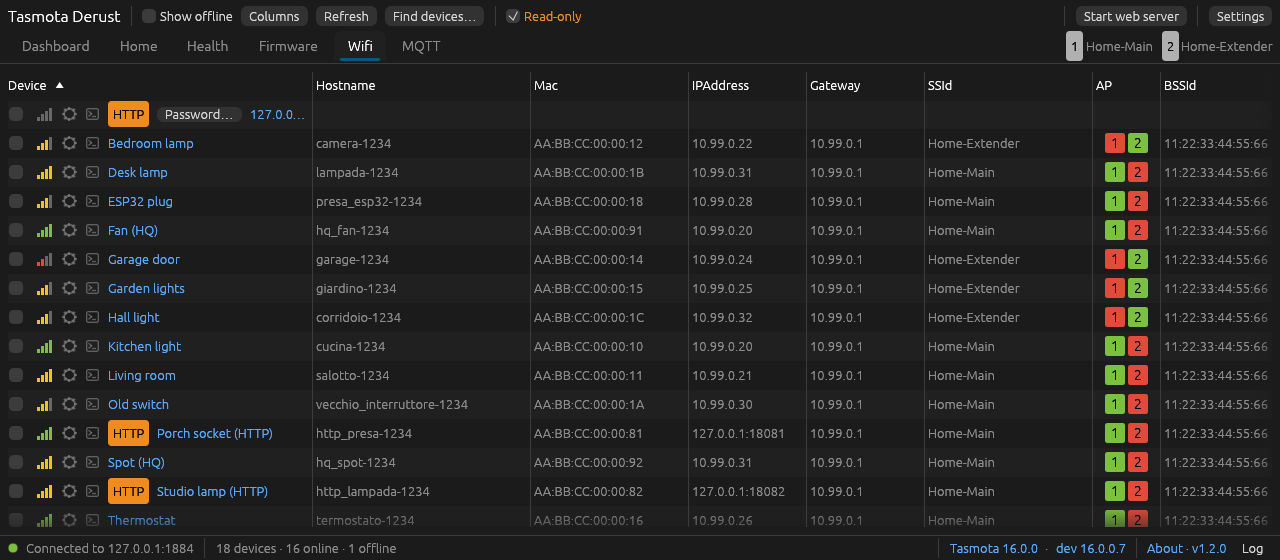 Tasmota Derust Show offline Columns Refresh Find devices... Read-only Start web server Settings
Dashboard Home Health Firmware Wifi MQTT 1 Home-Main 2 Home-Extender
Device ▲ Hostname Mac IPAddress Gateway SSId AP BSSId
HTTP Password... 127.0.0...
Bedroom lamp camera-1234 AA:BB:CC:00:00:12 10.99.0.22 10.99.0.1 Home-Extender 1 2 11:22:33:44:55:66
Desk lamp lampada-1234 AA:BB:CC:00:00:1B 10.99.0.31 10.99.0.1 Home-Main 1 2 11:22:33:44:55:66
ESP32 plug presa_esp32-1234 AA:BB:CC:00:00:18 10.99.0.28 10.99.0.1 Home-Main 1 2 11:22:33:44:55:66
Fan (HQ) hq_fan-1234 AA:BB:CC:00:00:91 10.99.0.20 10.99.0.1 Home-Main 1 2 11:22:33:44:55:66
Garage door garage-1234 AA:BB:CC:00:00:14 10.99.0.24 10.99.0.1 Home-Extender 1 2 11:22:33:44:55:66
Garden lights giardino-1234 AA:BB:CC:00:00:15 10.99.0.25 10.99.0.1 Home-Extender 1 2 11:22:33:44:55:66
Hall light corridoio-1234 AA:BB:CC:00:00:1C 10.99.0.32 10.99.0.1 Home-Extender 1 2 11:22:33:44:55:66
Kitchen light cucina-1234 AA:BB:CC:00:00:10 10.99.0.20 10.99.0.1 Home-Main 1 2 11:22:33:44:55:66
Living room salotto-1234 AA:BB:CC:00:00:11 10.99.0.21 10.99.0.1 Home-Main 1 2 11:22:33:44:55:66
Old switch vecchio_interruttore-1234 AA:BB:CC:00:00:1A 10.99.0.30 10.99.0.1 Home-Main 1 2 11:22:33:44:55:66
HTTP Porch socket (HTTP) http_presa-1234 AA:BB:CC:00:00:81 127.0.0.1:18081 10.99.0.1 Home-Main 1 2 11:22:33:44:55:66
Spot (HQ) hq_spot-1234 AA:BB:CC:00:00:92 10.99.0.31 10.99.0.1 Home-Main 1 2 11:22:33:44:55:66
HTTP Studio lamp (HTTP) http_lampada-1234 AA:BB:CC:00:00:82 127.0.0.1:18082 10.99.0.1 Home-Main 1 2 11:22:33:44:55:66
Thermostat termostato-1234 AA:BB:CC:00:00:16 10.99.0.26 10.99.0.1 Home-Main 1 2 11:22:33:44:55:66
Connected to 127.0.0.1:1884 18 devices · 16 online · 1 offline Tasmota 16.0.0 · dev 16.0.0.7 About · v1.2.0 Log